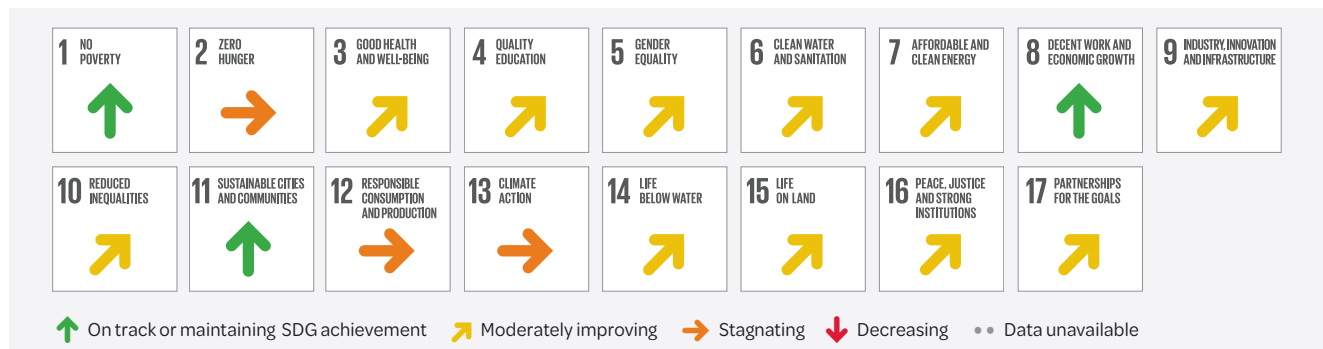 1 NO
POVERTY
2 ZERO
HUNGER
3 GOOD HEALTH
AND WELL-BEING
4 QUALITY
EDUCATION
5 GENDER
EQUALITY
6 CLEAN WATER
AND SANITATION
7 AFFORDABLE AND
CLEAN ENERGY
8 DECENT WORK AND
ECONOMIC GROWTH
9 INDUSTRY, INNOVATION
AND INFRASTRUCTURE
10 REDUCED
INEQUALITIES
11 SUSTAINABLE CITIES
AND COMMUNITIES
12 RESPONSIBLE
CONSUMPTION
AND PRODUCTION
13 CLIMATE
ACTION
14 LIFE
BELOW WATER
15 LIFE
ON LAND
16 PEACE, JUSTICE
AND STRONG
INSTITUTIONS
17 PARTNERSHIPS
FOR THE GOALS
On track or maintaining SDG achievement Moderately improving Stagnating Decreasing Data unavailable